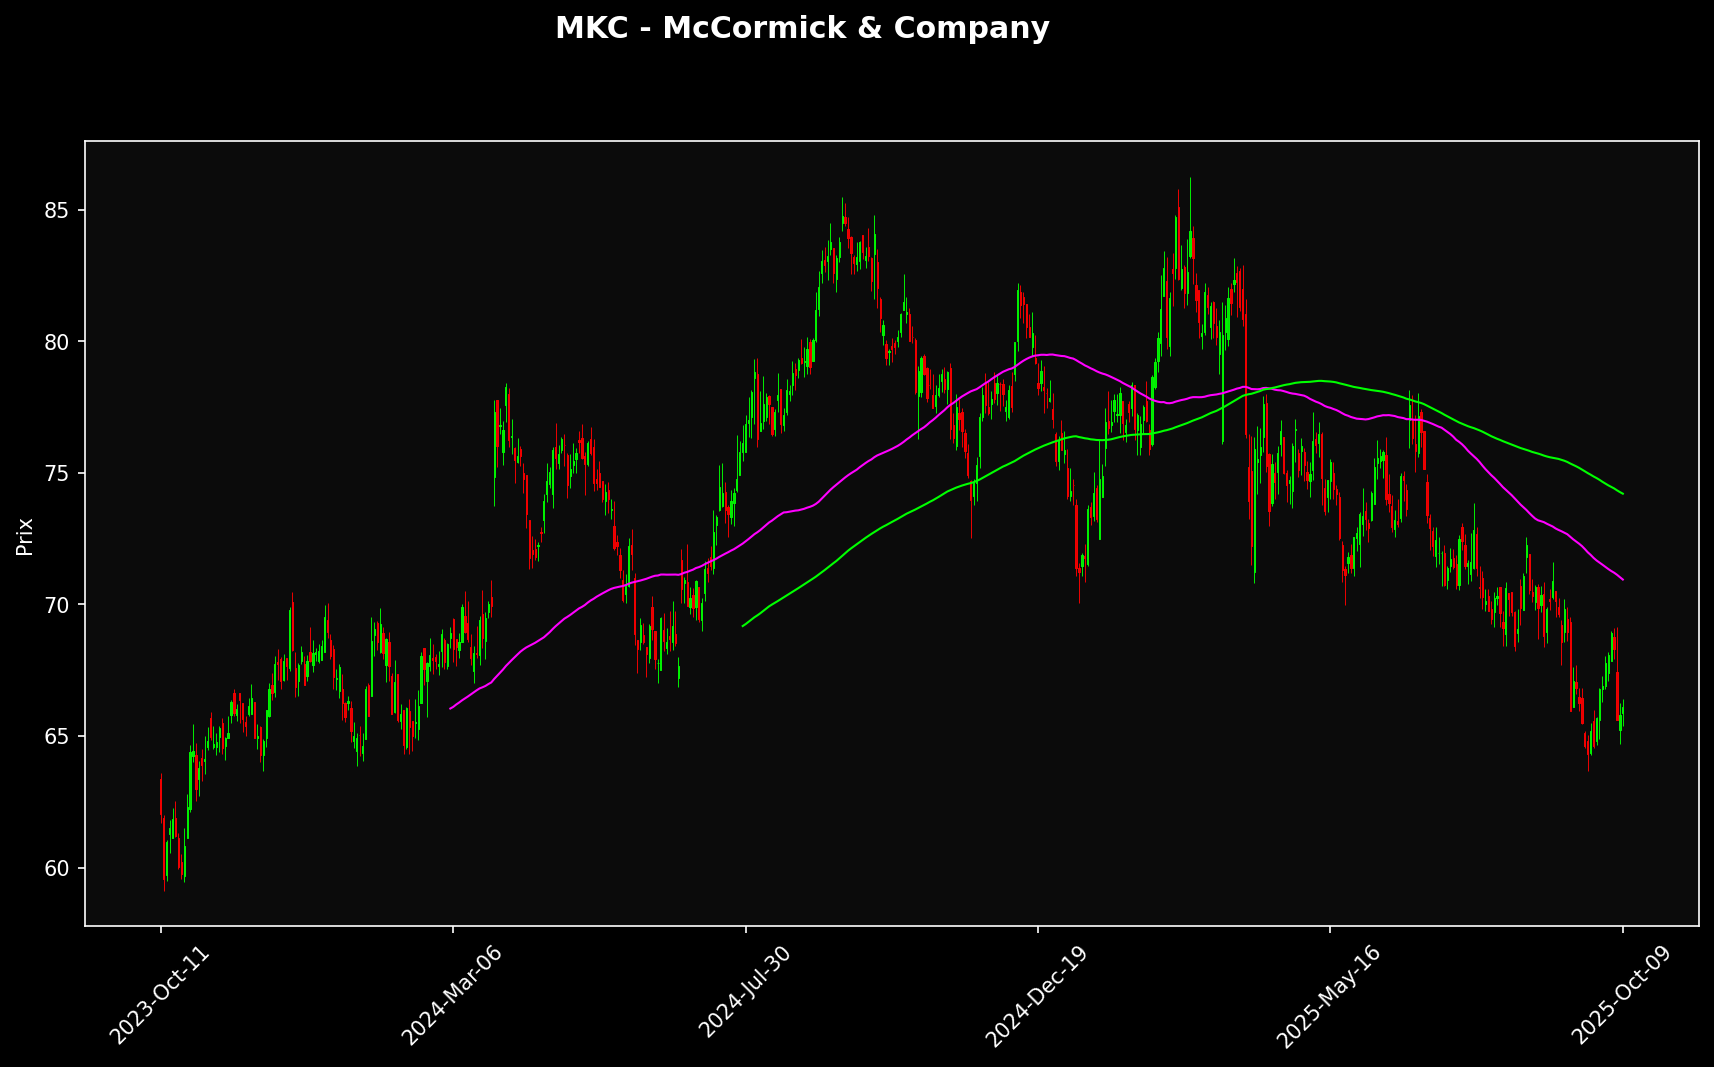 MKC - McCormick & Company
Prix
85
80
75
70
65
60
2023-Oct-11
2024-Mar-06
2024-Jul-30
2024-Dec-19
2025-May-16
2025-Oct-09